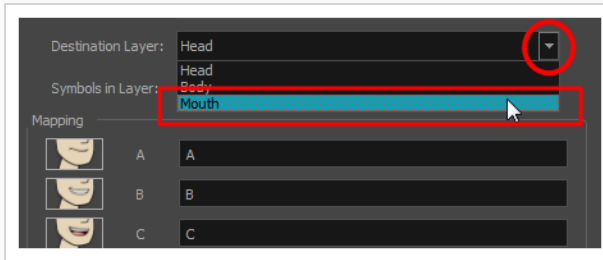 Destination Layer: Head
Head
Symbols in Layer: Body
Mouth
Mapping
A A
B B
C C